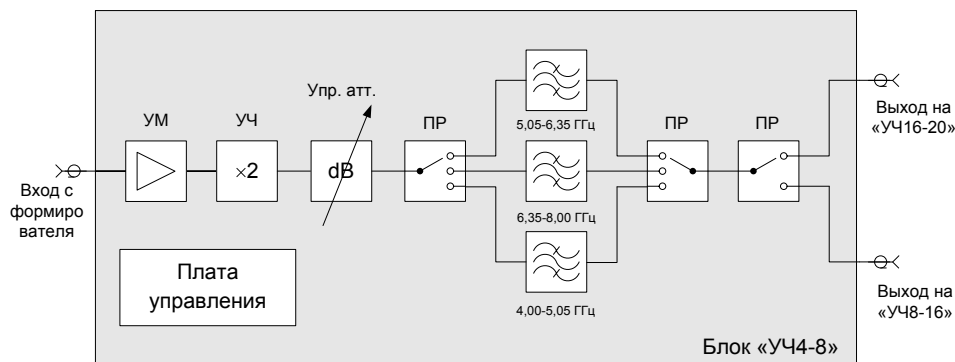 Упр. атт.
УМ
УЧ
ПР
5,05-6,35 ГГц
ПР
ПР
Выход на
«УЧ16-20»
×2
dB
Вход с
формиро
вателя
6,35-8,00 ГГц
Плата
управления
4,00-5,05 ГГц
Выход на
«УЧ8-16»
Блок «УЧ4-8»